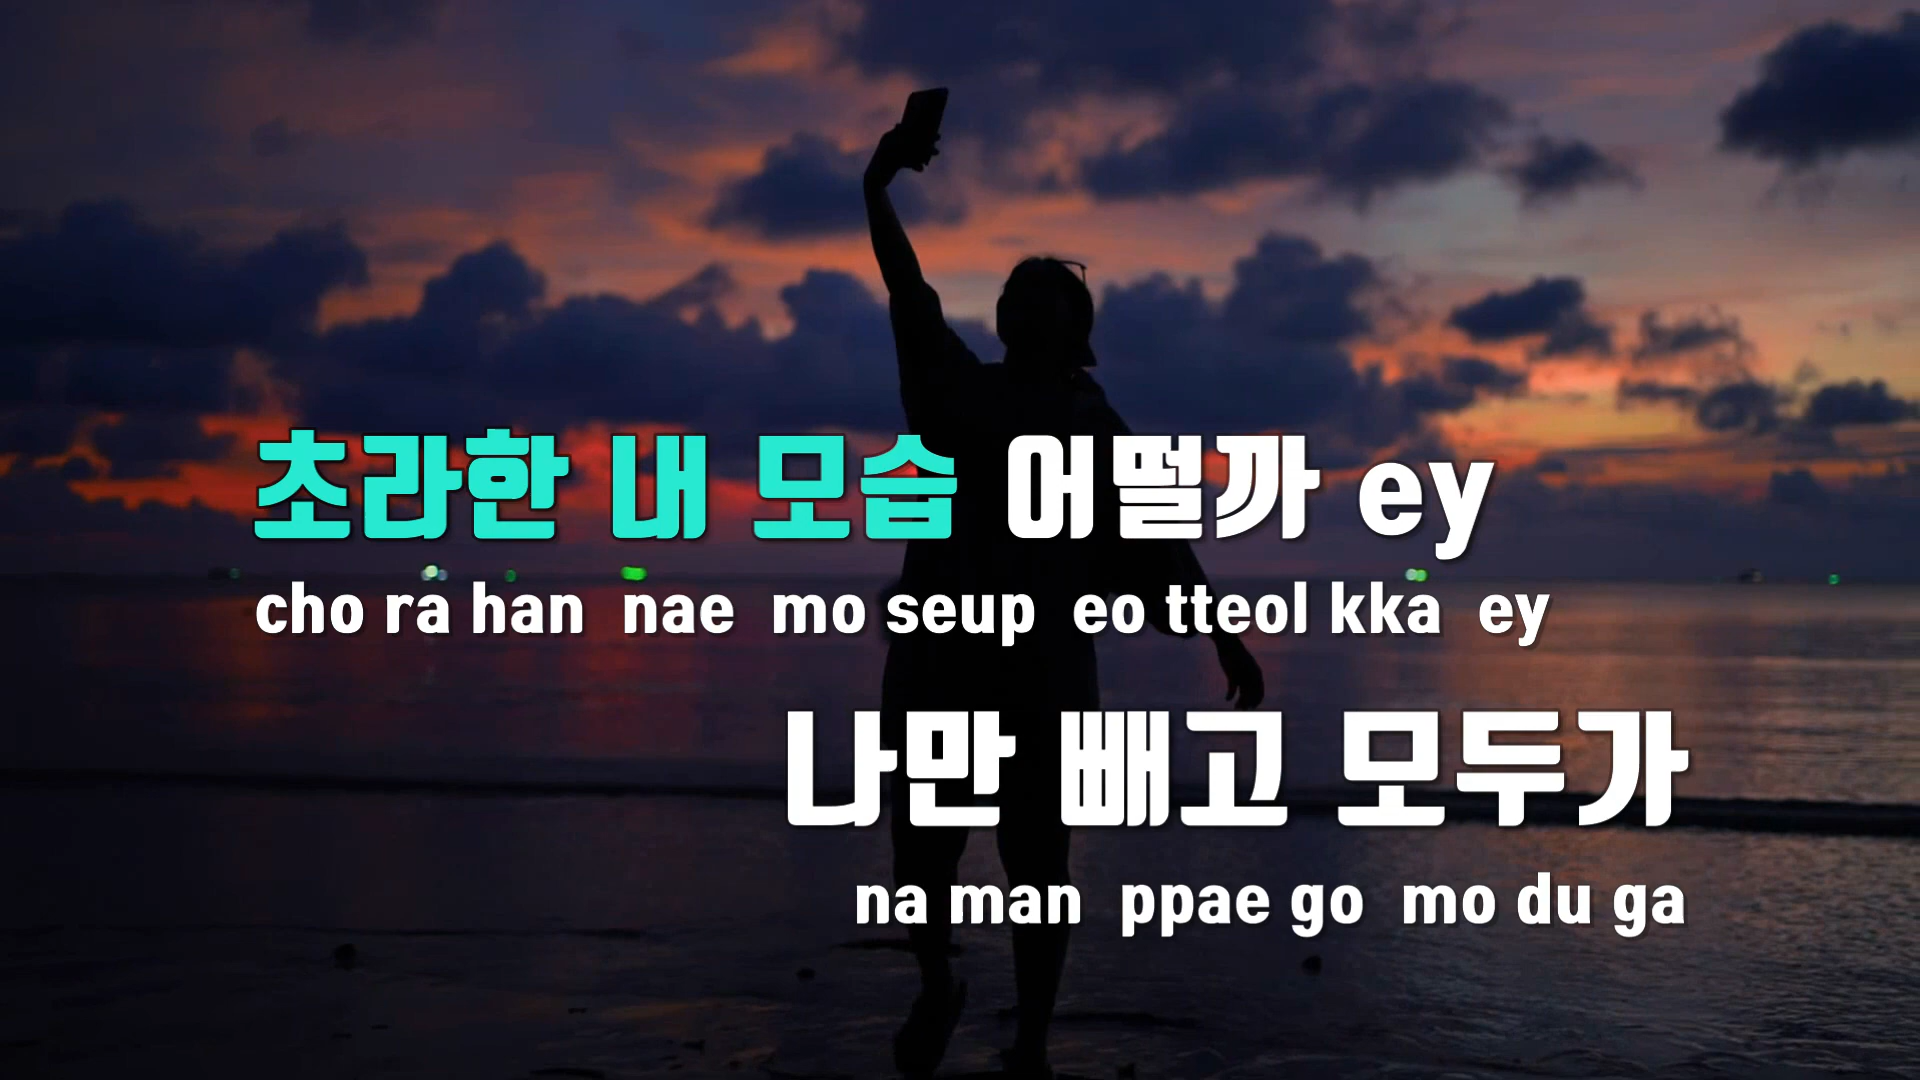 초라한 내 모습 어떨까 ey
cho ra han nae mo seup eo tteol kka ey
나만 빼고 모두가
na man ppae go mo du ga